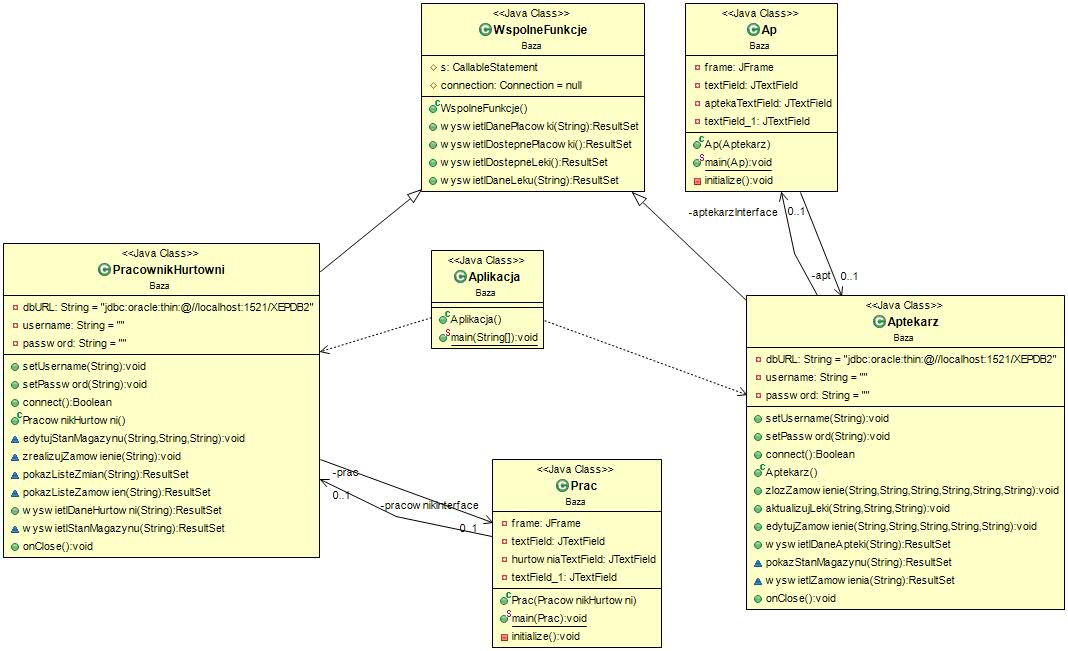 <<Java Class>>
WspolneFunkcje
Baza
s: CallableStatement
connection: Connection = null
WspolneFunkcje()
wyswietlDanePlacowki(String):ResultSet
wyswietlDostepnePlacowki():ResultSet
wyswietlDostepneLeki():ResultSet
wyswietlDaneLeku(String):ResultSet
<<Java Class>>
Ap
Baza
frame: JFrame
textField: JTextField
aptekaTextField: JTextField
textField_1: JTextField
Ap(Aptekarz)
main(Ap):void
initialize():void
-aptekarzInterface
0..1
-apt
0..1
<<Java Class>>
PracownikHurtowni
Baza
dbURL: String = "jdbc:oracle:thin:@//localhost:1521/XEPDB2"
username: String = ""
password: String = ""
setUsername(String):void
setPassword(String):void
connect():Boolean
PracownikHurtowni()
edytujStanMagazynu(String,String,String):void
zrealizujZamowienie(String):void
pokazListeZmian(String):ResultSet
pokazListeZamowien(String):ResultSet
wyswietlDaneHurtowni(String):ResultSet
wyswietlStanMagazynu(String):ResultSet
onClose():void
<<Java Class>>
Aplikacja
Baza
Aplikacja()
main(String[]):void
<<Java Class>>
Aptekarz
Baza
dbURL: String = "jdbc:oracle:thin:@//localhost:1521/XEPDB2"
username: String = ""
password: String = ""
setUsername(String):void
setPassword(String):void
connect():Boolean
Aptekarz()
zlozZamowienie(String,String,String,String,String,String):void
aktualizujLeki(String,String,String):void
edytujZamowienie(String,String,String,String,String):void
wyswietlDaneApteki(String):ResultSet
pokazStanMagazynu(String):ResultSet
wyswietlZamowienia(String):ResultSet
onClose():void
-prac
0..1
-pracownikInterface
0..1
<<Java Class>>
Prac
Baza
frame: JFrame
textField: JTextField
hurtowniaTextField: JTextField
textField_1: JTextField
Prac(PracownikHurtowni)
main(Prac):void
initialize():void